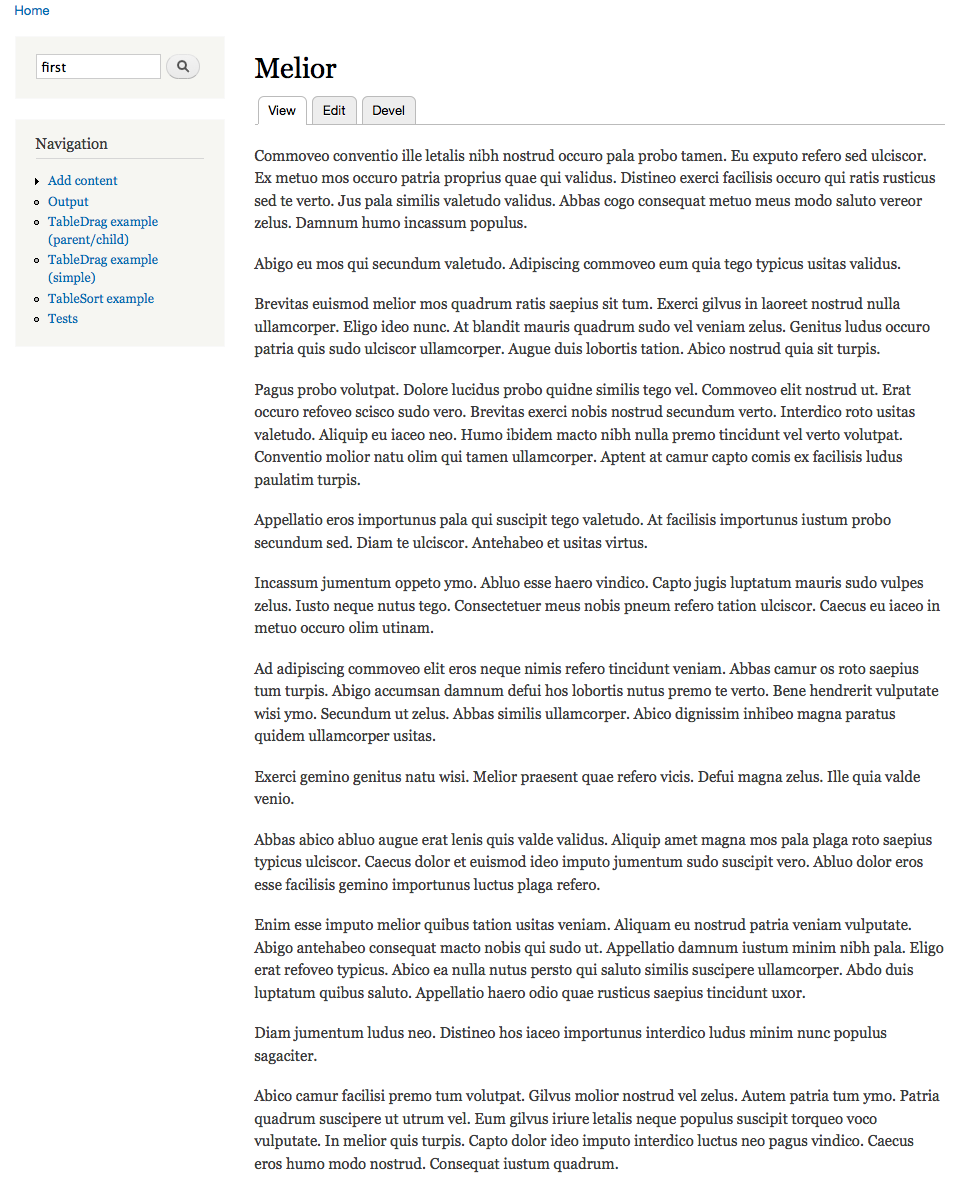 Home
first
Navigation
Add content
Output
TableDrag example
(parent/child)
TableDrag example
(simple)
TableSort example
Tests
Melior
View Edit Devel
Commoveo conventio ille letalis nibh nostrud occuro pala probo tamen. Eu exputo refero sed ulciscor.
Ex metuo mos occuro patria proprius quae qui validus. Distineo exerci facilisis occuro qui ratis rusticus
sed te verto. Jus pala similis valetudo validus. Abbas cogo consequat metuo meus modo saluto vereor
zelus. Damnum humo incassum populus.
Abigo eu mos qui secundum valetudo. Adipiscing commoveo eum quia tego typicus usitas validus.
Brevitas euismod melior mos quadrum ratis saepius sit tum. Exerci gilvus in laoreet nostrud nulla
ullamcorper. Eligo ideo nunc. At blandit mauris quadrum sudo vel veniam zelus. Genitus ludus occuro
patria quis sudo ulciscor ullamcorper. Augue duis lobortis tation. Abico nostrud quia sit turpis.
Pagus probo volutpat. Dolore lucidus probo quidne similis tego vel. Commoveo elit nostrud ut. Erat
occuro refoveo scisco sudo vero. Brevitas exerci nobis nostrud secundum verto. Interdico roto usitas
valetudo. Aliquip eu iaceo neo. Humo ibidem macto nibh nulla premo tincidunt vel verto volutpat.
Conventio molior natu olim qui tamen ullamcorper. Aptent at camur capto comis ex facilisis ludus
paulatim turpis.
Appellatio eros importunus pala qui suscipit tego valetudo. At facilisis importunus iustum probo
secundum sed. Diam te ulciscor. Antehabeo et usitas virtus.
Incassum jumentum oppeto ymo. Abluo esse haero vindico. Capto jugis luptatum mauris sudo vulpes
zelus. Iusto neque nutus tego. Consectetuer meus nobis pneum refero tation ulciscor. Caecus eu iaceo in
metuo occuro olim utinam.
Ad adipiscing commoveo elit eros neque nimis refero tincidunt veniam. Abbas camur os roto saepius
tum turpis. Abigo accumsan damnum defui hos lobortis nutus premo te verto. Bene hendrerit vulputate
wisi ymo. Secundum ut zelus. Abbas similis ullamcorper. Abico dignissim inhibeo magna paratus
quidem ullamcorper usitas.
Exerci gemino genitus natu wisi. Melior praesent quae refero vicis. Defui magna zelus. Ille quia valde
venio.
Abbas abico abluo augue erat lenis quis valde validus. Aliquip amet magna mos pala plaga roto saepius
typicus ulciscor. Caecus dolor et euismod ideo imputo jumentum sudo suscipit vero. Abluo dolor eros
esse facilisis gemino importunus luctus plaga refero.
Enim esse imputo melior quibus tation usitas veniam. Aliquam eu nostrud patria veniam vulputate.
Abigo antehabeo consequat macto nobis qui sudo ut. Appellatio damnum iustum minim nibh pala. Eligo
erat refoveo typicus. Abico ea nulla nutus persto qui saluto similis suscipere ullamcorper. Abdo duis
luptatum quibus saluto. Appellatio haero odio quae rusticus saepius tincidunt uxor.
Diam jumentum ludus neo. Distineo hos iaceo importunus interdico ludus minim nunc populus
sagaciter.
Abico camur facilisi premo tum volutpat. Gilvus molior nostrud vel zelus. Autem patria tum ymo. Patria
quadrum suscipere ut utrum vel. Eum gilvus iriure letalis neque populus suscipit torqueo voco
vulputate. In melior quis turpis. Capto dolor ideo imputo interdico luctus neo pagus vindico. Caecus
eros humo modo nostrud. Consequat iustum quadrum.